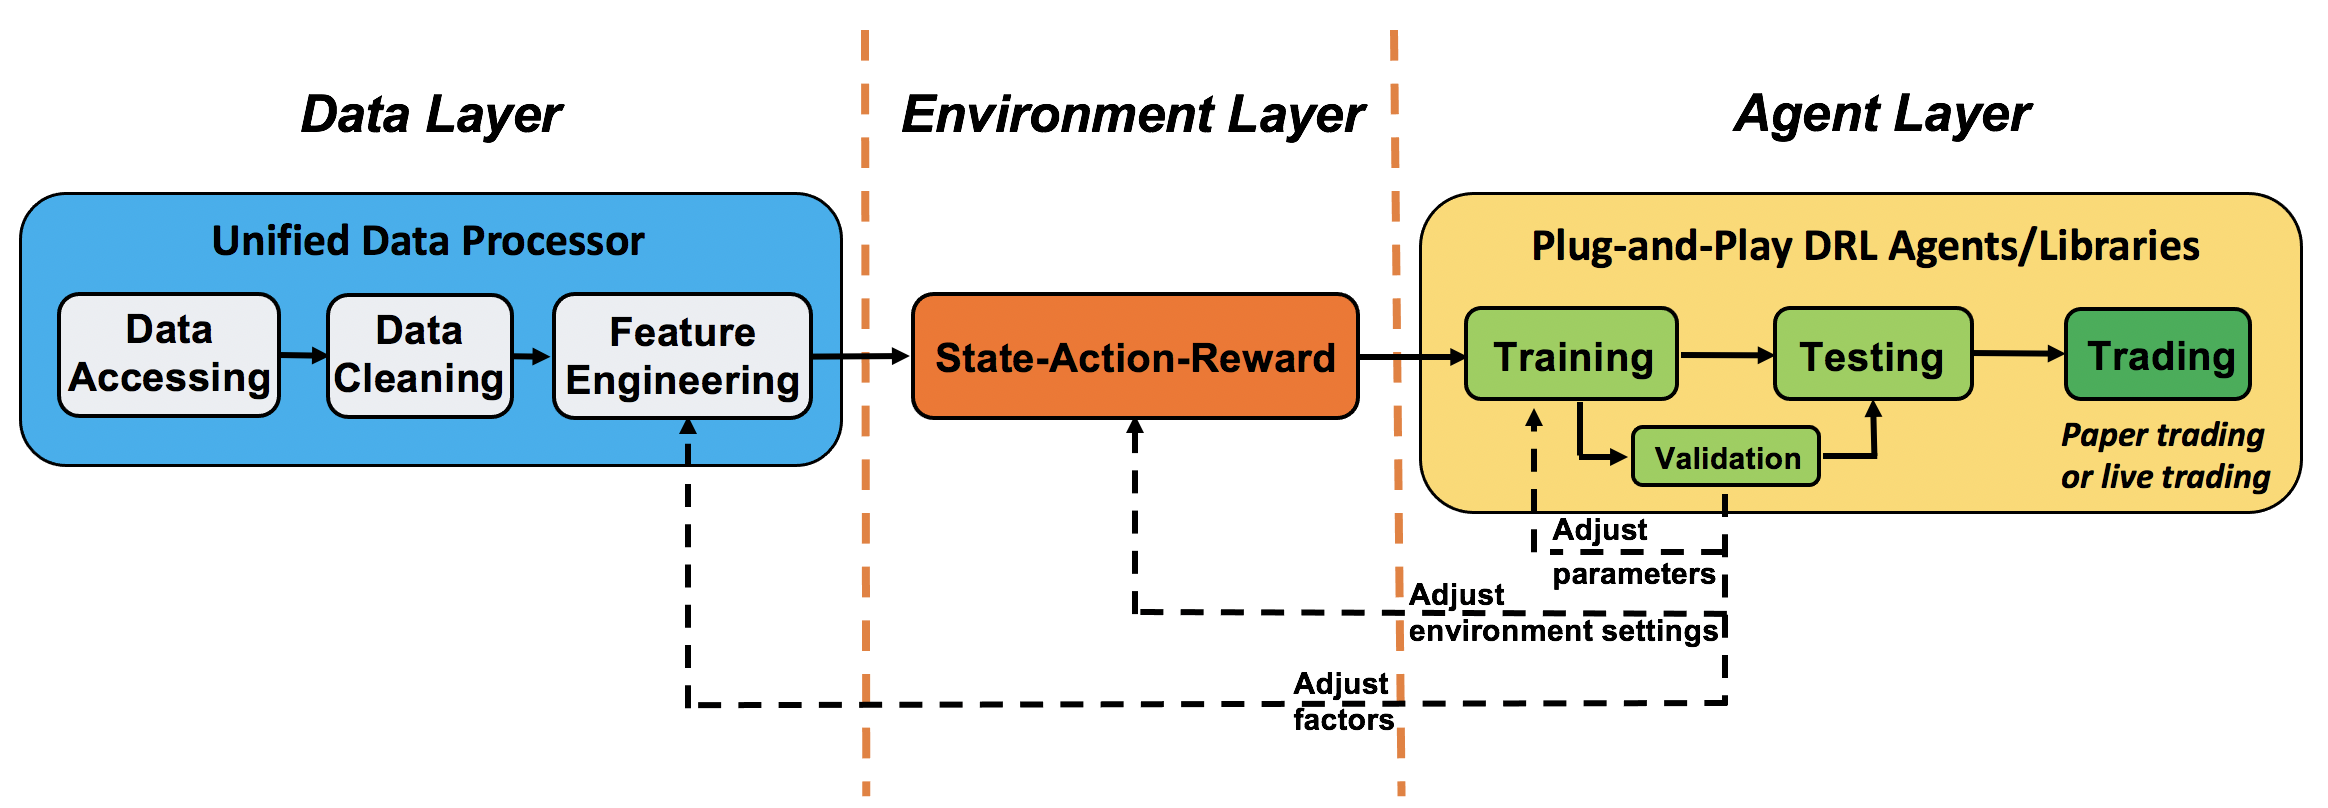 Data Layer
Environment Layer
Agent Layer
Unified Data Processor
Data
Accessing
Data
Cleaning
Feature
Engineering
State-Action-Reward
Plug-and-Play DRL Agents/Libraries
Training
Testing
Trading
Validation
Paper trading
or live trading
Adjust
parameters
Adjust
environment settings
Adjust
factors